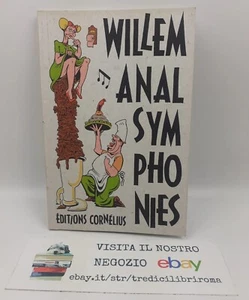 WILLEM
ANAL
SYM
PHO
NIES
EDITIONS CORNÉLIUS
VISITA IL NOSTRO
NEGOZIO ebay
ebay.it/str/tredicilibriroma